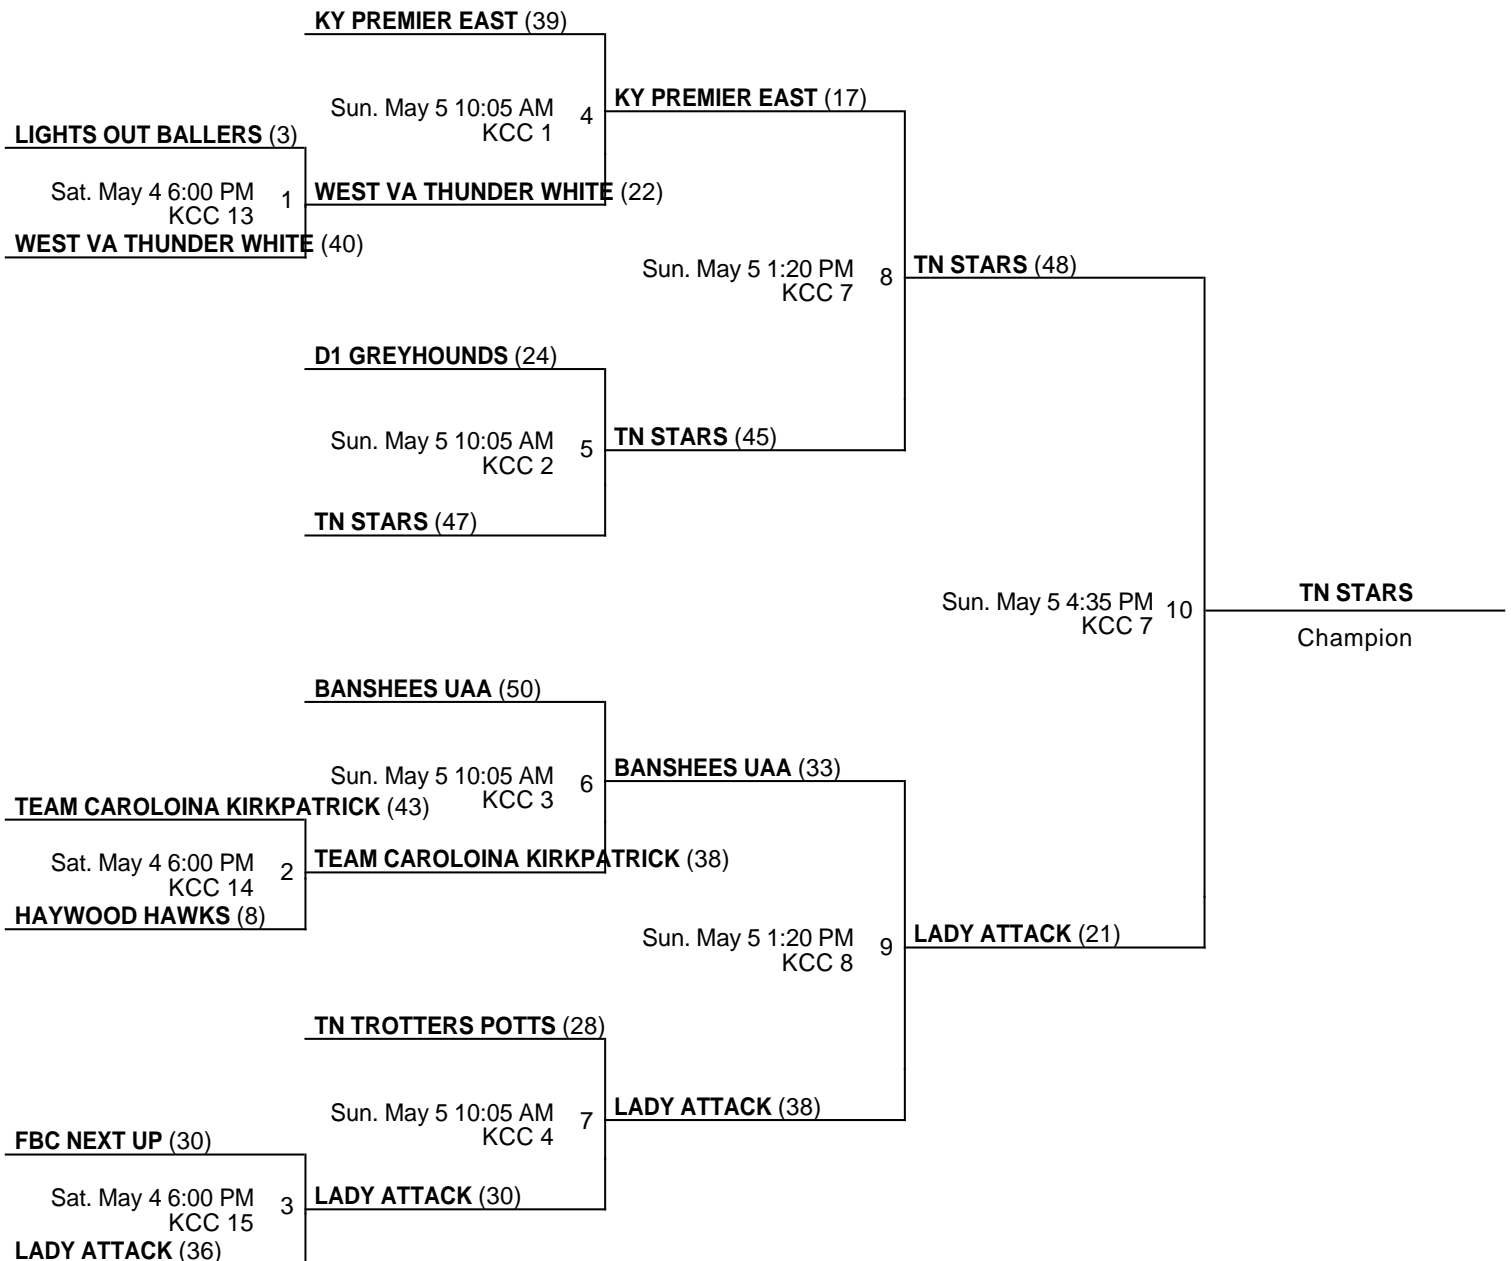 KY PREMIER EAST (39)
Sun. May 5 10:05 AM
KCC 1
4
KY PREMIER EAST (17)
LIGHTS OUT BALLERS (3)
Sat. May 4 6:00 PM
KCC 13
1
WEST VA THUNDER WHITE (22)
WEST VA THUNDER WHITE (40)
Sun. May 5 1:20 PM
KCC 7
8
TN STARS (48)
D1 GREYHOUNDS (24)
Sun. May 5 10:05 AM
KCC 2
5
TN STARS (45)
TN STARS (47)
Sun. May 5 4:35 PM
KCC 7
10
TN STARS
Champion
BANSHEES UAA (50)
Sun. May 5 10:05 AM
KCC 3
6
BANSHEES UAA (33)
TEAM CAROLOINA KIRKPATRICK (43)
Sat. May 4 6:00 PM
KCC 14
2
TEAM CAROLOINA KIRKPATRICK (38)
HAYWOOD HAWKS (8)
Sun. May 5 1:20 PM
KCC 8
9
LADY ATTACK (21)
TN TROTTERS POTTS (28)
Sun. May 5 10:05 AM
KCC 4
7
LADY ATTACK (38)
FBC NEXT UP (30)
Sat. May 4 6:00 PM
KCC 15
3
LADY ATTACK (30)
LADY ATTACK (36)